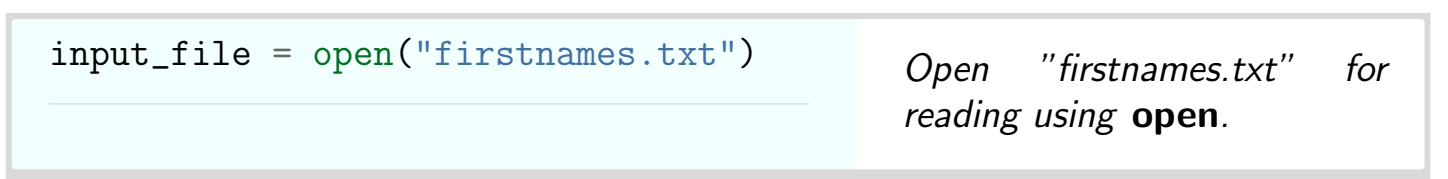 input_file = open("firstnames.txt")
Open ”firstnames.txt” for
reading using open.